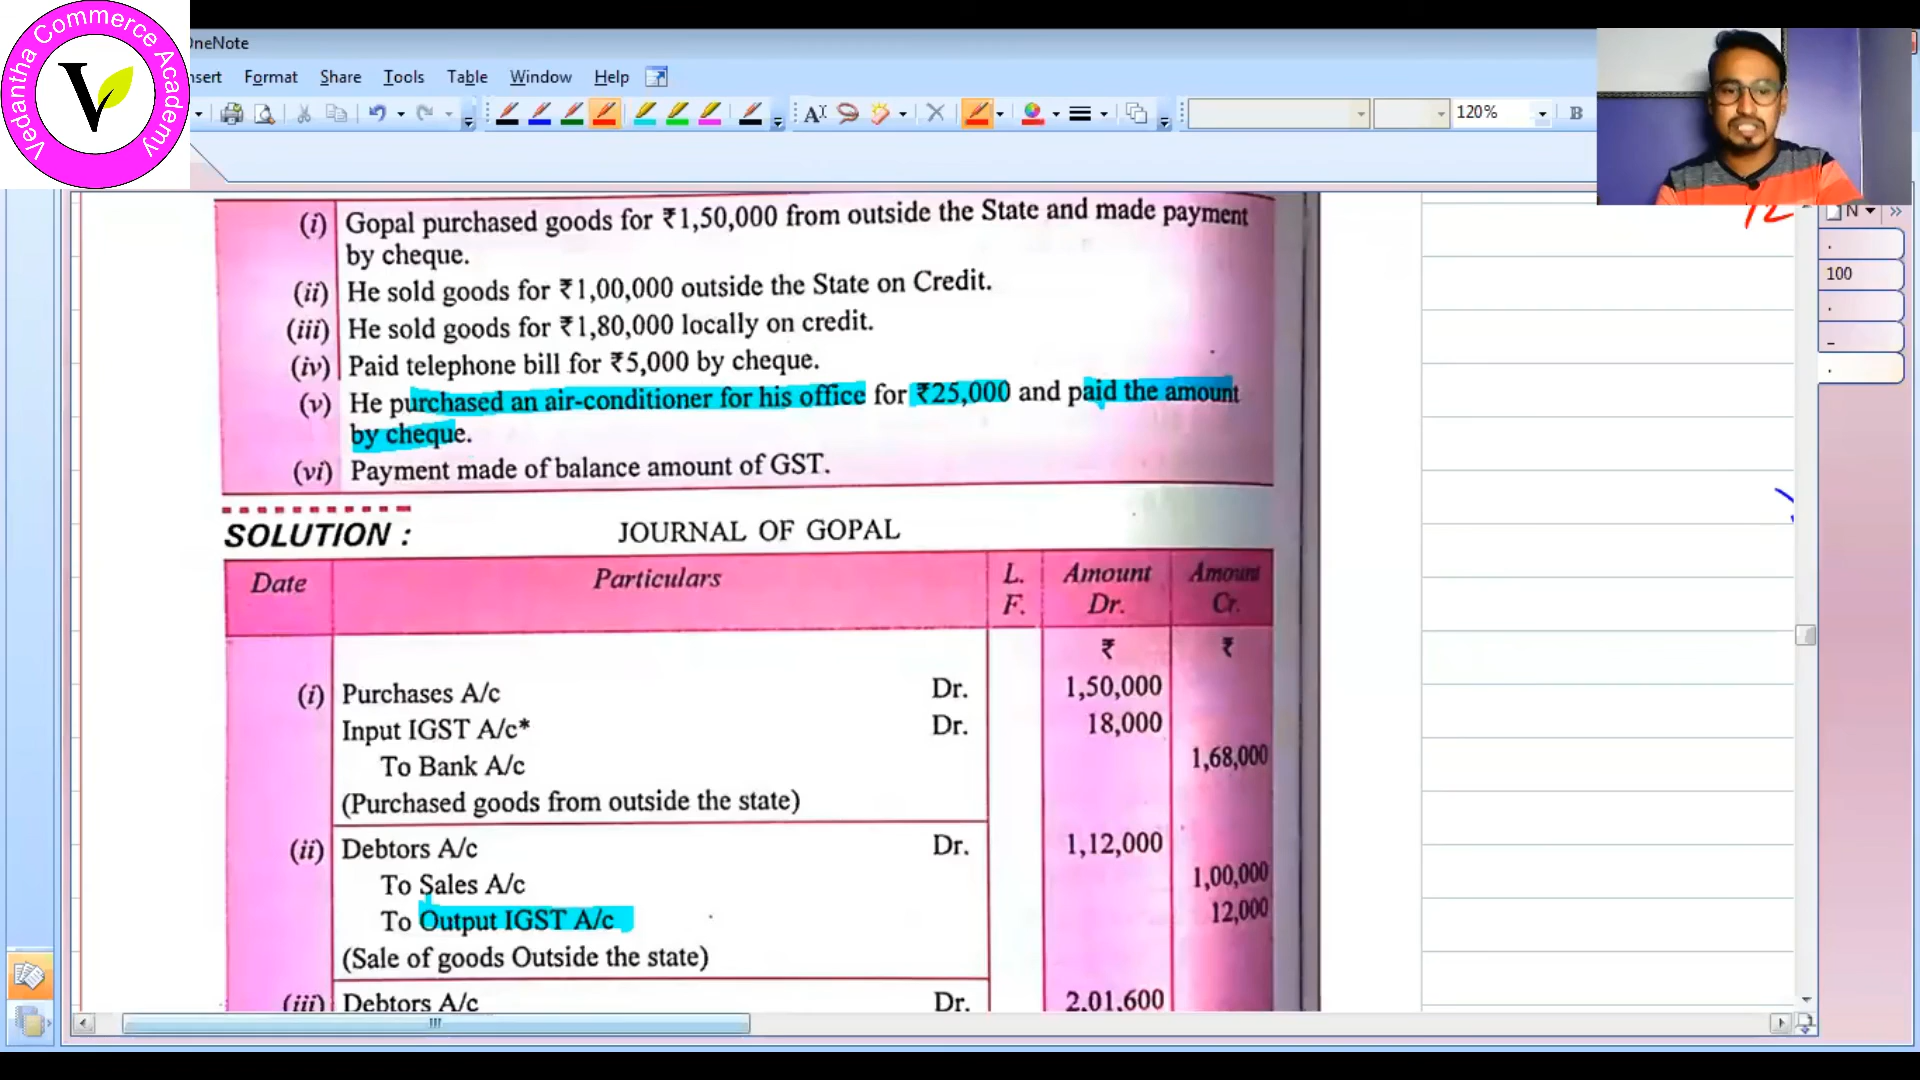 Vedantha Commerce Academy
V
OneNote
nsert Format Share Tools Table Window Help
120% B
(i) Gopal purchased goods for ₹1,50,000 from outside the State and made payment
by cheque.
(ii) He sold goods for ₹1,00,000 outside the State on Credit.
(iii) He sold goods for ₹1,80,000 locally on credit.
(iv) Paid telephone bill for ₹5,000 by cheque.
(v) He purchased an air-conditioner for his office for ₹25,000 and paid the amount
by cheque.
(vi) Payment made of balance amount of GST.
SOLUTION : JOURNAL OF GOPAL
Date Particulars L. F. Amount Dr. Amount Cr.
₹ ₹
(i) Purchases A/c Dr. 1,50,000
Input IGST A/c* Dr. 18,000
To Bank A/c 1,68,000
(Purchased goods from outside the state)
(ii) Debtors A/c Dr. 1,12,000
To Sales A/c 1,00,000
To Output IGST A/c 12,000
(Sale of goods Outside the state)
(iii) Debtors A/c Dr. 2,01,600
12
N
100